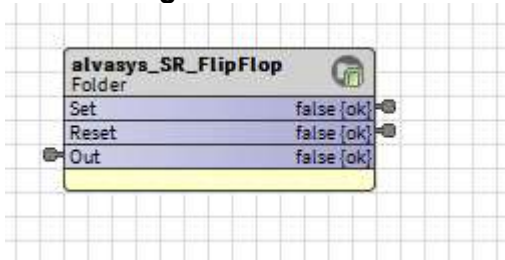 alvasys_SR_FlipFlop
Folder
Set false {ok}
Reset false {ok}
Out false {ok}